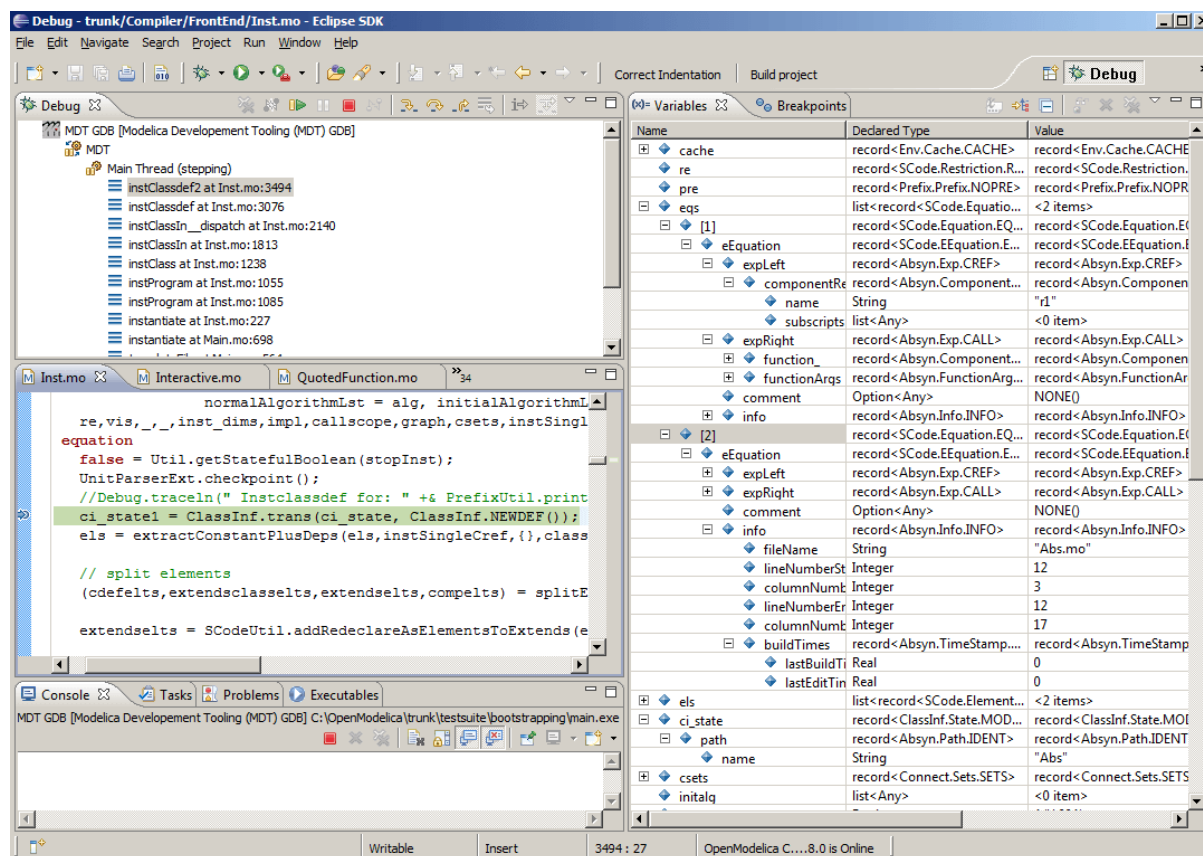 Debug - trunk/Compiler/FrontEnd/Inst.mo - Eclipse SDK
File Edit Navigate Search Project Run Window Help
010 Correct Indentation Build project Debug
Debug
MDT GDB [Modelica Developement Tooling (MDT) GDB]
MDT
Main Thread (stepping)
instClassdef2 at Inst.mo:3494
instClassdef at Inst.mo:3076
instClassIn__dispatch at Inst.mo:2140
instClassIn at Inst.mo:1813
instClass at Inst.mo:1238
instProgram at Inst.mo:1055
instProgram at Inst.mo:1085
instantiate at Inst.mo:227
instantiate at Main.mo:698
Inst.mo Interactive.mo QuotedFunction.mo »34
normalAlgorithmLst = alg, initialAlgorithmL
re,vis,_,_,inst_dims,impl,callscope,graph,csets,instSingl
equation
false = Util.getStatefulBoolean(stopInst);
UnitParserExt.checkpoint();
//Debug.traceln(" Instclassdef for: " +& PrefixUtil.print
ci_state1 = ClassInf.trans(ci_state, ClassInf.NEWDEF());
els = extractConstantPlusDeps(els,instSingleCref,{},class
// split elements
(cdefelts,extendsclasselts,extendselts,compelts) = splitE
extendselts = SCodeUtil.addRedeclareAsElementsToExtends(e
Console Tasks Problems Executables
MDT GDB [Modelica Developement Tooling (MDT) GDB] C:\OpenModelica\trunk\testsuite\bootstrapping\main.exe
(x)= Variables Breakpoints
Name Declared Type Value
cache record<Env.Cache.CACHE> record<Env.Cache.CACHE
re record<SCode.Restriction.R... record<SCode.Restriction.
pre record<Prefix.Prefix.NOPRE> record<Prefix.Prefix.NOPR
eqs list<record<SCode.Equatio... <2 items>
[1] record<SCode.Equation.EQ... record<SCode.Equation.E
eEquation record<SCode.EEquation.E... record<SCode.EEquation.E
expLeft record<Absyn.Exp.CREF> record<Absyn.Exp.CREF>
componentRe record<Absyn.Component... record<Absyn.Componen
name String "r1"
subscripts list<Any> <0 item>
expRight record<Absyn.Exp.CALL> record<Absyn.Exp.CALL>
function_ record<Absyn.Component... record<Absyn.Componen
functionArgs record<Absyn.FunctionArg... record<Absyn.FunctionAr
comment Option<Any> NONE()
info record<Absyn.Info.INFO> record<Absyn.Info.INFO>
[2] record<SCode.Equation.EQ... record<SCode.Equation.E
eEquation record<SCode.EEquation.E... record<SCode.EEquation.E
expLeft record<Absyn.Exp.CREF> record<Absyn.Exp.CREF>
expRight record<Absyn.Exp.CALL> record<Absyn.Exp.CALL>
comment Option<Any> NONE()
info record<Absyn.Info.INFO> record<Absyn.Info.INFO>
fileName String "Abs.mo"
lineNumberSt Integer 12
columnNumb Integer 3
lineNumberEr Integer 12
columnNumb Integer 17
buildTimes record<Absyn.TimeStamp.... record<Absyn.TimeStamp
lastBuildTi Real 0
lastEditTin Real 0
els list<record<SCode.Element... <2 items>
ci_state record<ClassInf.State.MOD... record<ClassInf.State.MOD
path record<Absyn.Path.IDENT> record<Absyn.Path.IDENT
name String "Abs"
csets record<Connect.Sets.SETS> record<Connect.Sets.SETS
initalg list<Any> <0 item>
Writable Insert 3494 : 27 OpenModelica C....8.0 is Online